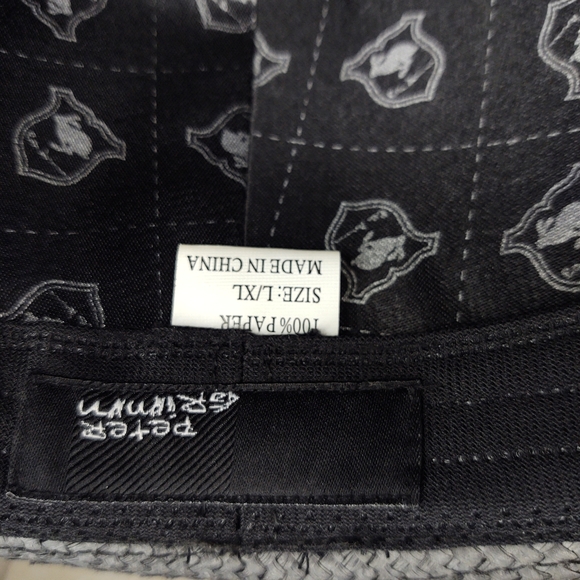 PeteR
GRimm
100% PAPER
SIZE: L/XL
MADE IN CHINA